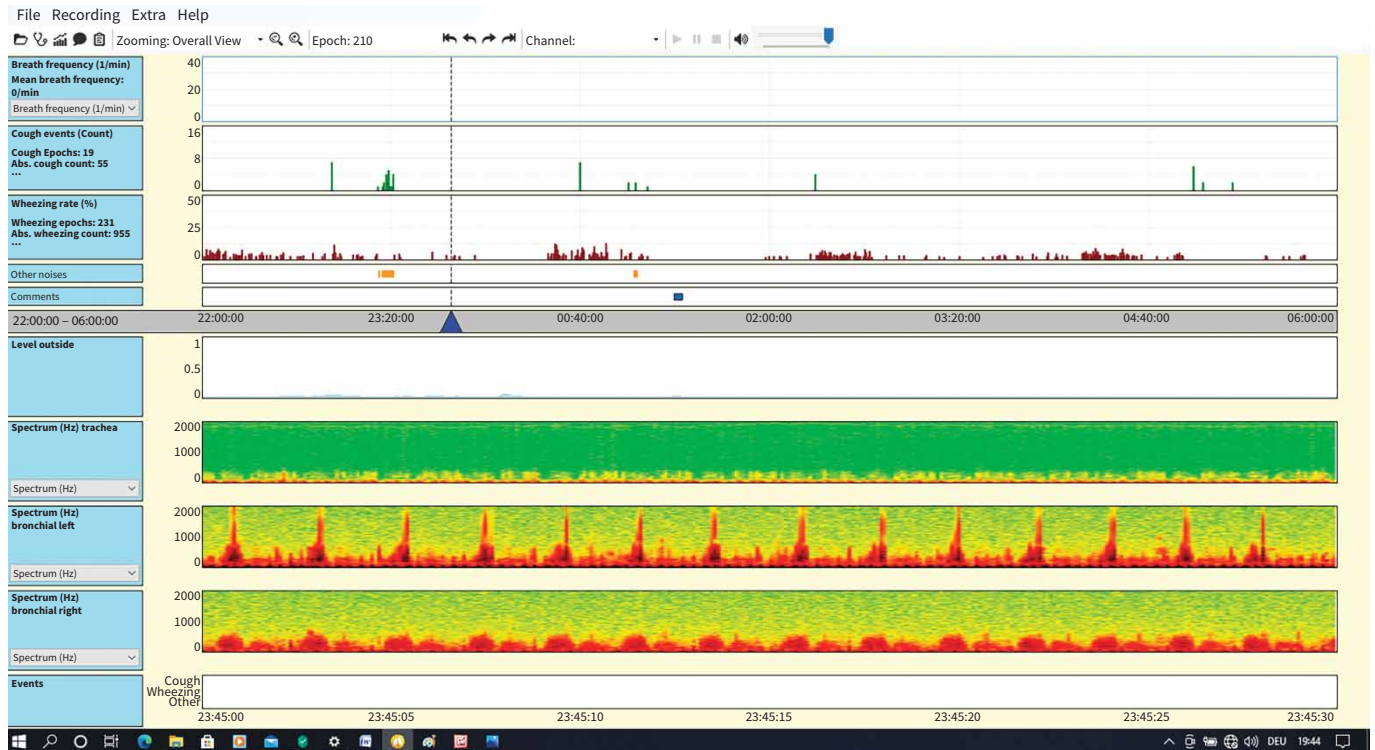 File Recording Extra Help
Zooming: Overall View Epoch: 210 Channel:
Breath frequency (1/min)
Mean breath frequency:
0/min
Breath frequency (1/min)
40
20
0
Cough events (Count)
Cough Epochs: 19
Abs. cough count: 55
...
16
8
0
Wheezing rate (%)
Wheezing epochs: 231
Abs. wheezing count: 955
...
50
25
0
Other noises
Comments
22:00:00 – 06:00:00 22:00:00 23:20:00 00:40:00 02:00:00 03:20:00 04:40:00 06:00:00
Level outside
1
0.5
0
Spectrum (Hz) trachea
Spectrum (Hz)
2000
1000
0
Spectrum (Hz)
bronchial left
Spectrum (Hz)
2000
1000
0
Spectrum (Hz)
bronchial right
Spectrum (Hz)
2000
1000
0
Events
Cough
Wheezing
Other
23:45:00 23:45:05 23:45:10 23:45:15 23:45:20 23:45:25 23:45:30
DEU 19:44